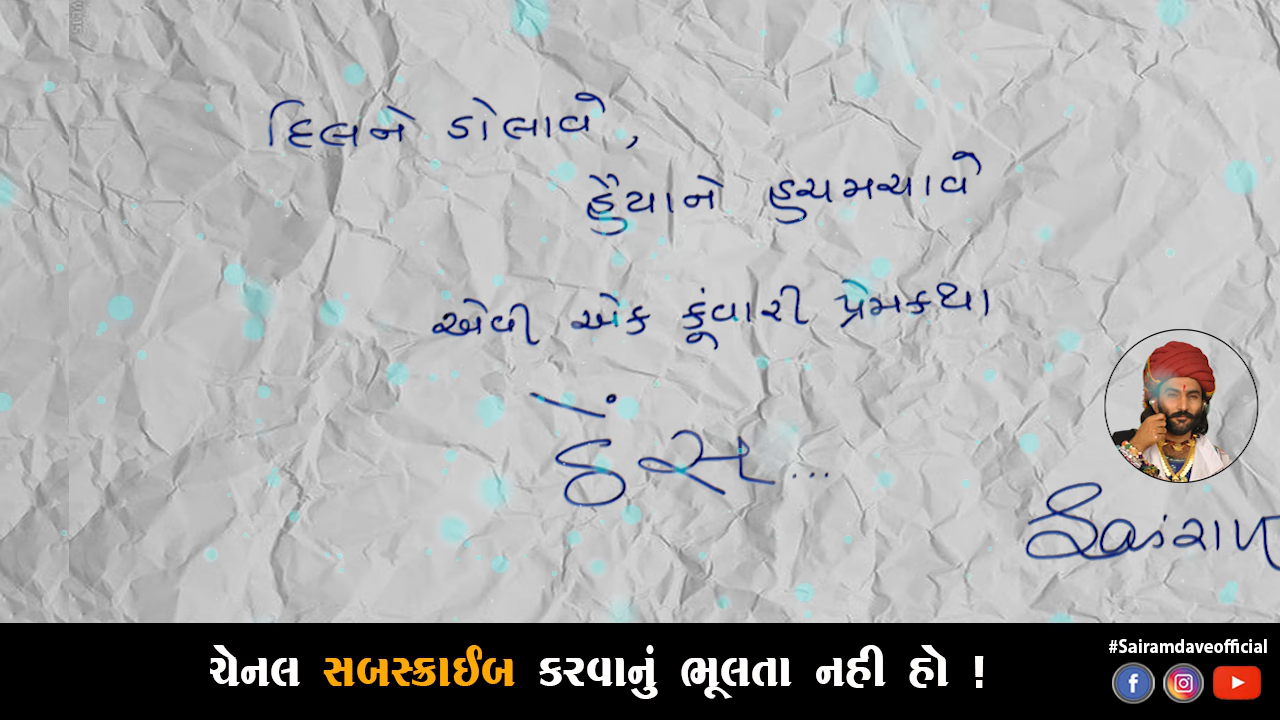 દિલને ડોલાવે,
હૈયાને હચમચાવે
એવી એક કુંવારી પ્રેમકથા
ચેનલ સબસ્ક્રાઈબ કરવાનું ભૂલતા નહી હો !
#Sairamdaveofficial